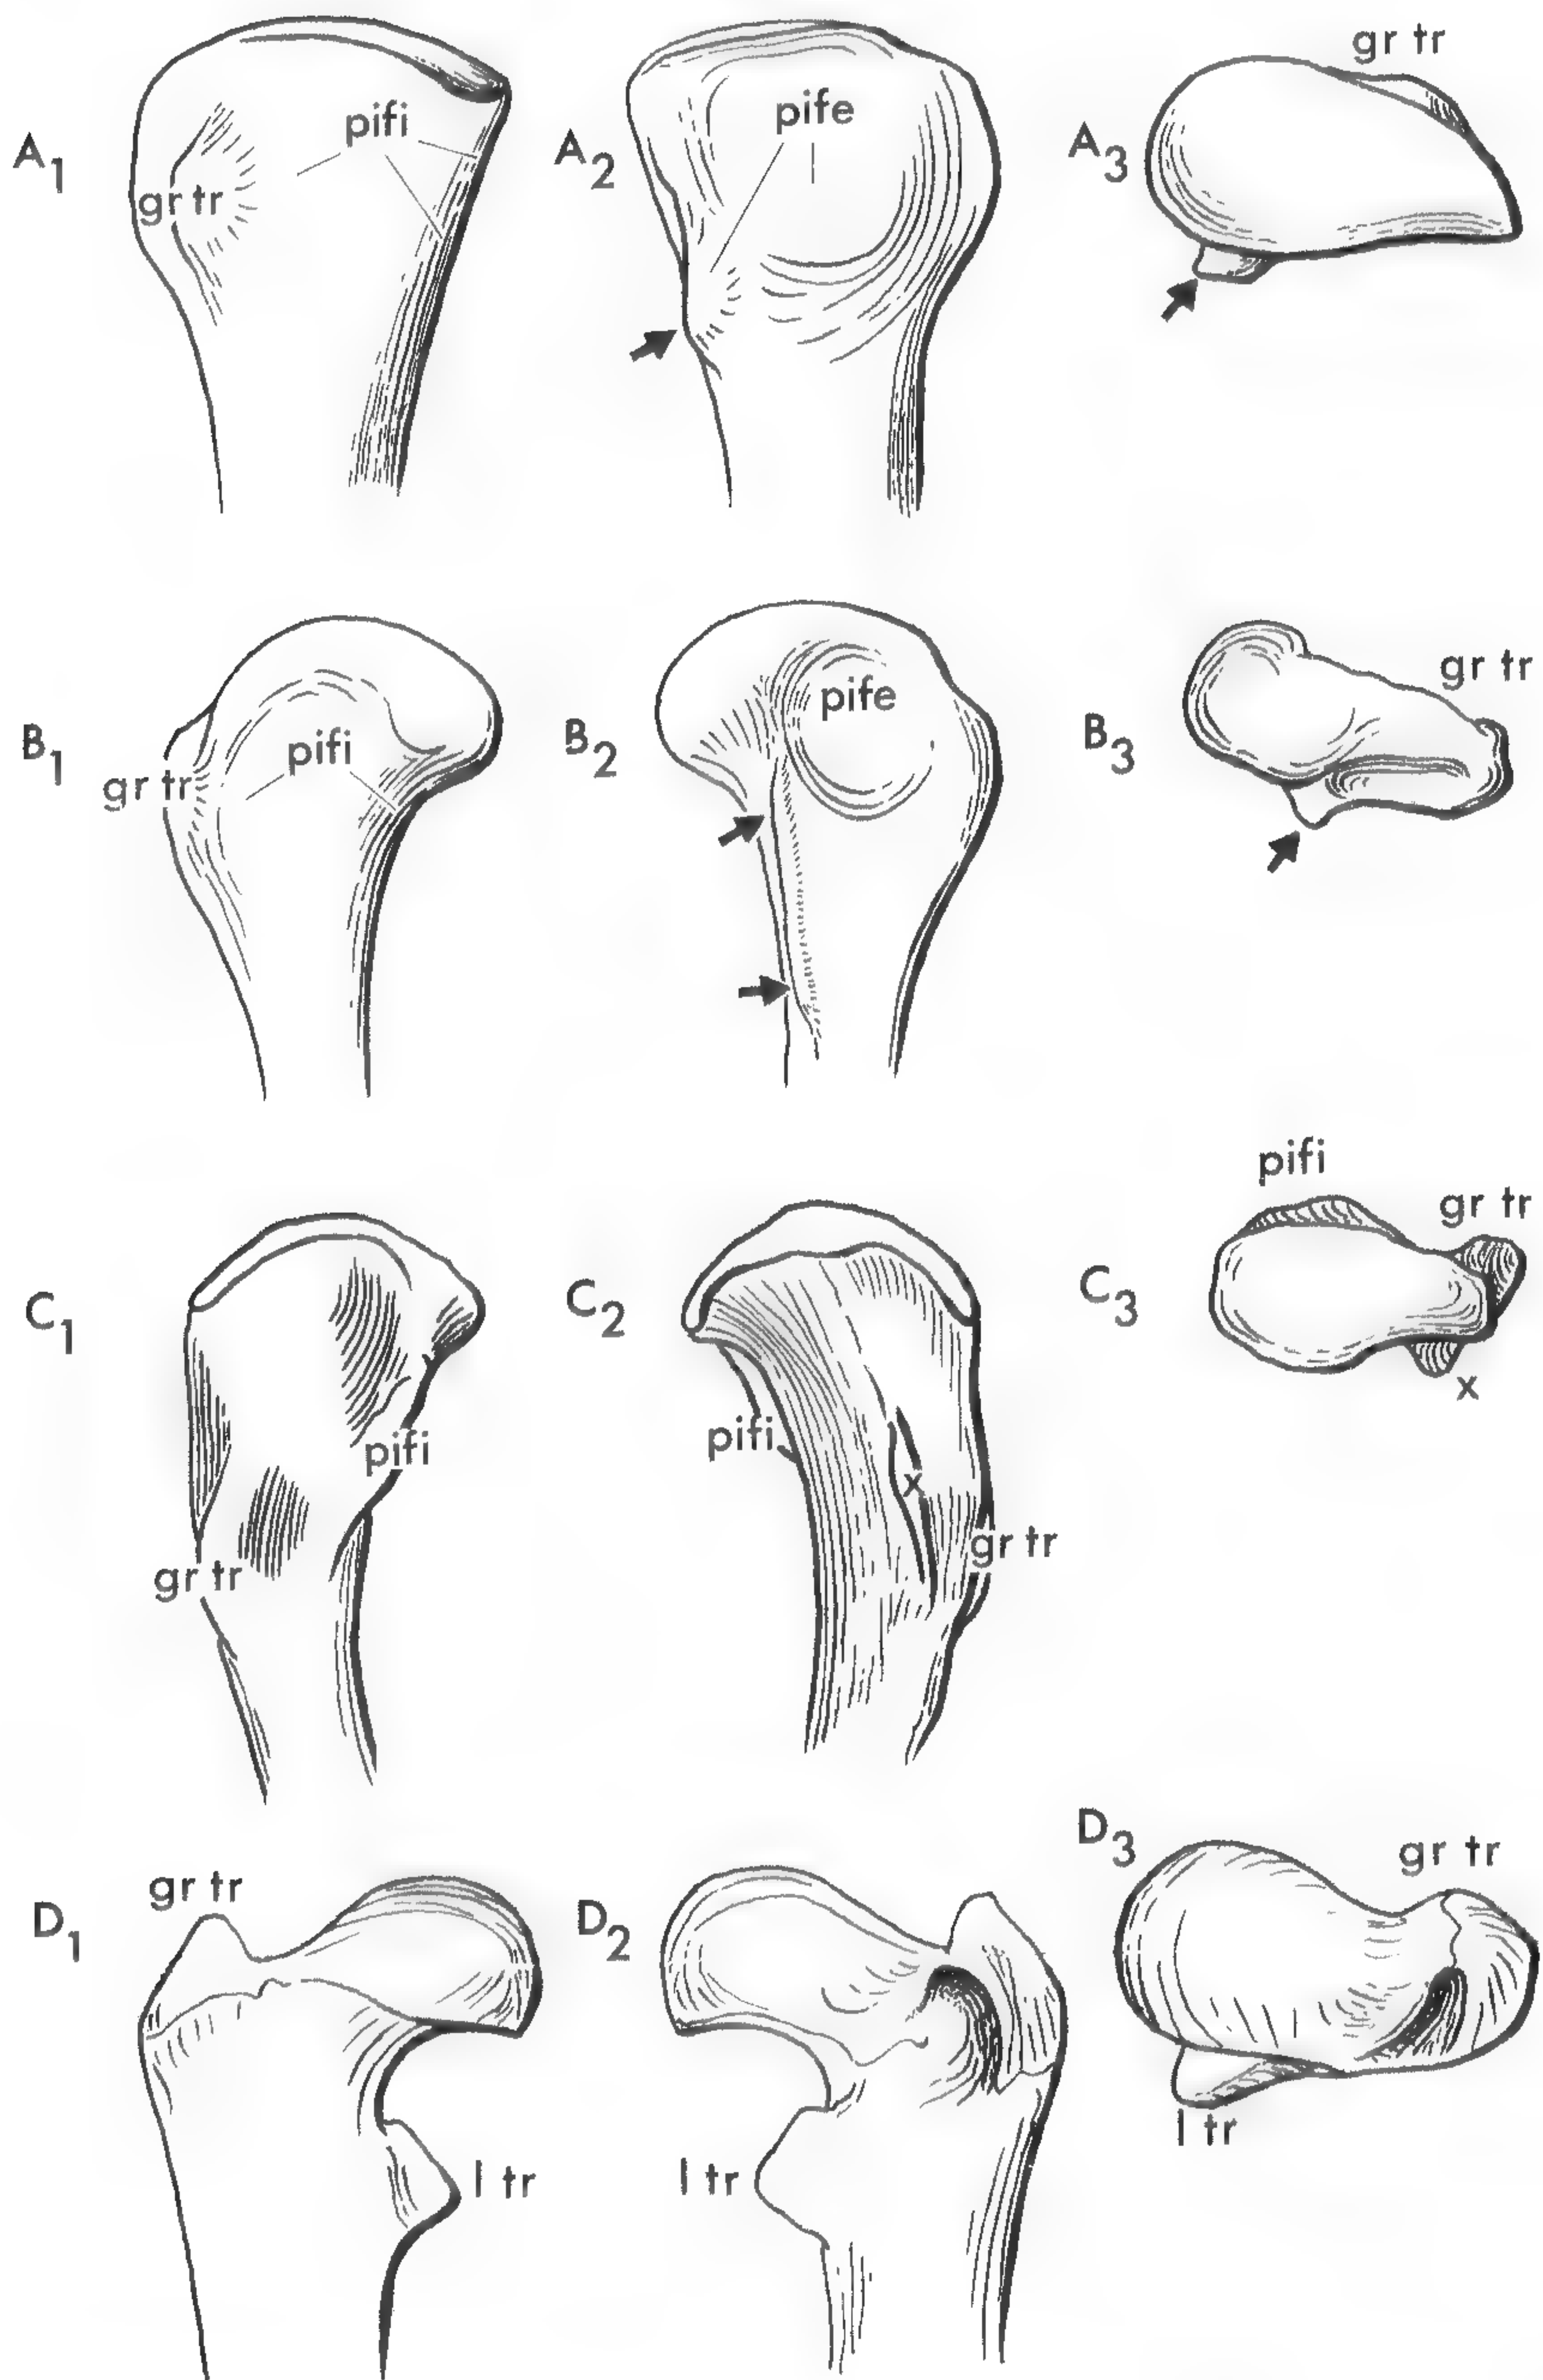 gr tr
A1
pifi
gr tr
A2
pife
A3
B1
pifi
gr tr
B2
pife
B3
gr tr
pifi
C1
pifi
gr tr
C2
pifi
x
gr tr
C3
gr tr
x
D1
gr tr
l tr
D2
l tr
D3
gr tr
l tr